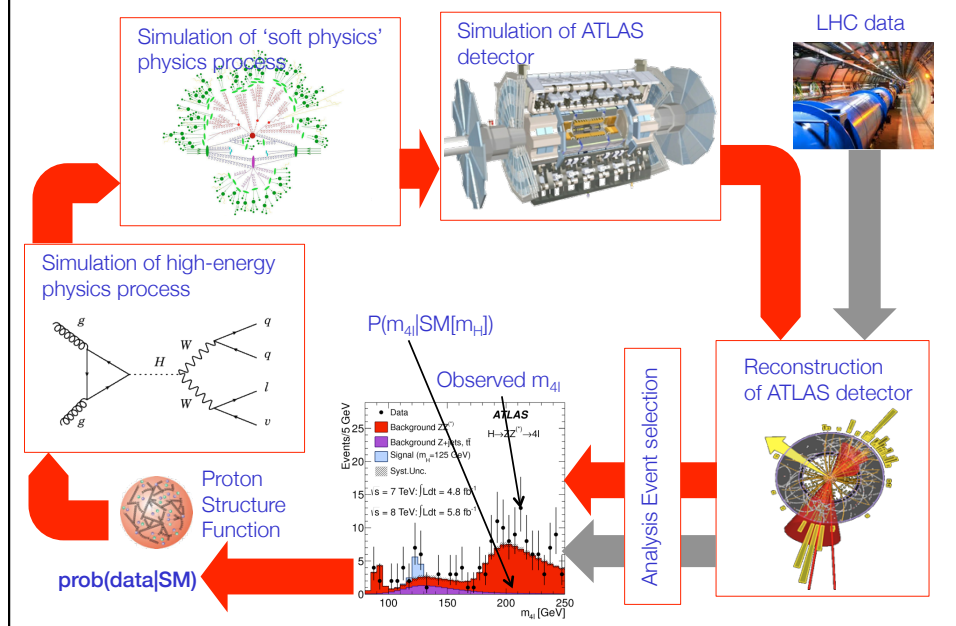 Simulation of ‘soft physics’
physics process
Simulation of ATLAS
detector
LHC data
Simulation of high-energy
physics process
g
g
H
W
W
q
q
l
ν
P(m4l|SM[mH])
Observed m4l
Reconstruction
of ATLAS detector
Analysis Event selection
Events/5 GeV
25
20
15
10
5
0
Data
Background ZZ(*)
Background Z+jets, tt̄
Signal (mH=125 GeV)
Syst.Unc.
s = 7 TeV: ∫Ldt = 4.8 fb-1
s = 8 TeV: ∫Ldt = 5.8 fb-1
ATLAS
H→ZZ(*)→4l
100
150
200
250
m4l [GeV]
Proton
Structure
Function
prob(data|SM)